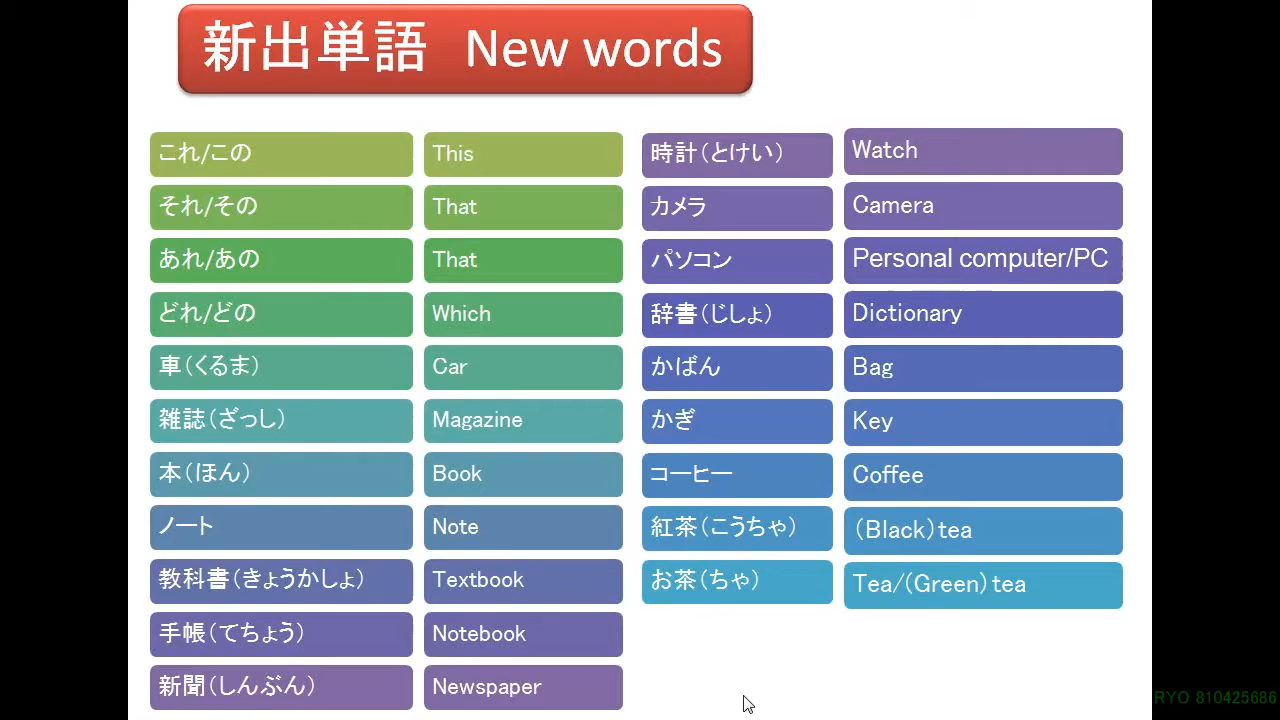 新出単語 New words
これ/この This
それ/その That
あれ/あの That
どれ/どの Which
車(くるま) Car
雑誌(ざっし) Magazine
本(ほん) Book
ノート Note
教科書(きょうかしょ) Textbook
手帳(てちょう) Notebook
新聞(しんぶん) Newspaper
時計(とけい) Watch
カメラ Camera
パソコン Personal computer/PC
辞書(じしょ) Dictionary
かばん Bag
かぎ Key
コーヒー Coffee
紅茶(こうちゃ) (Black)tea
お茶(ちゃ) Tea/(Green)tea
RYO 810425686